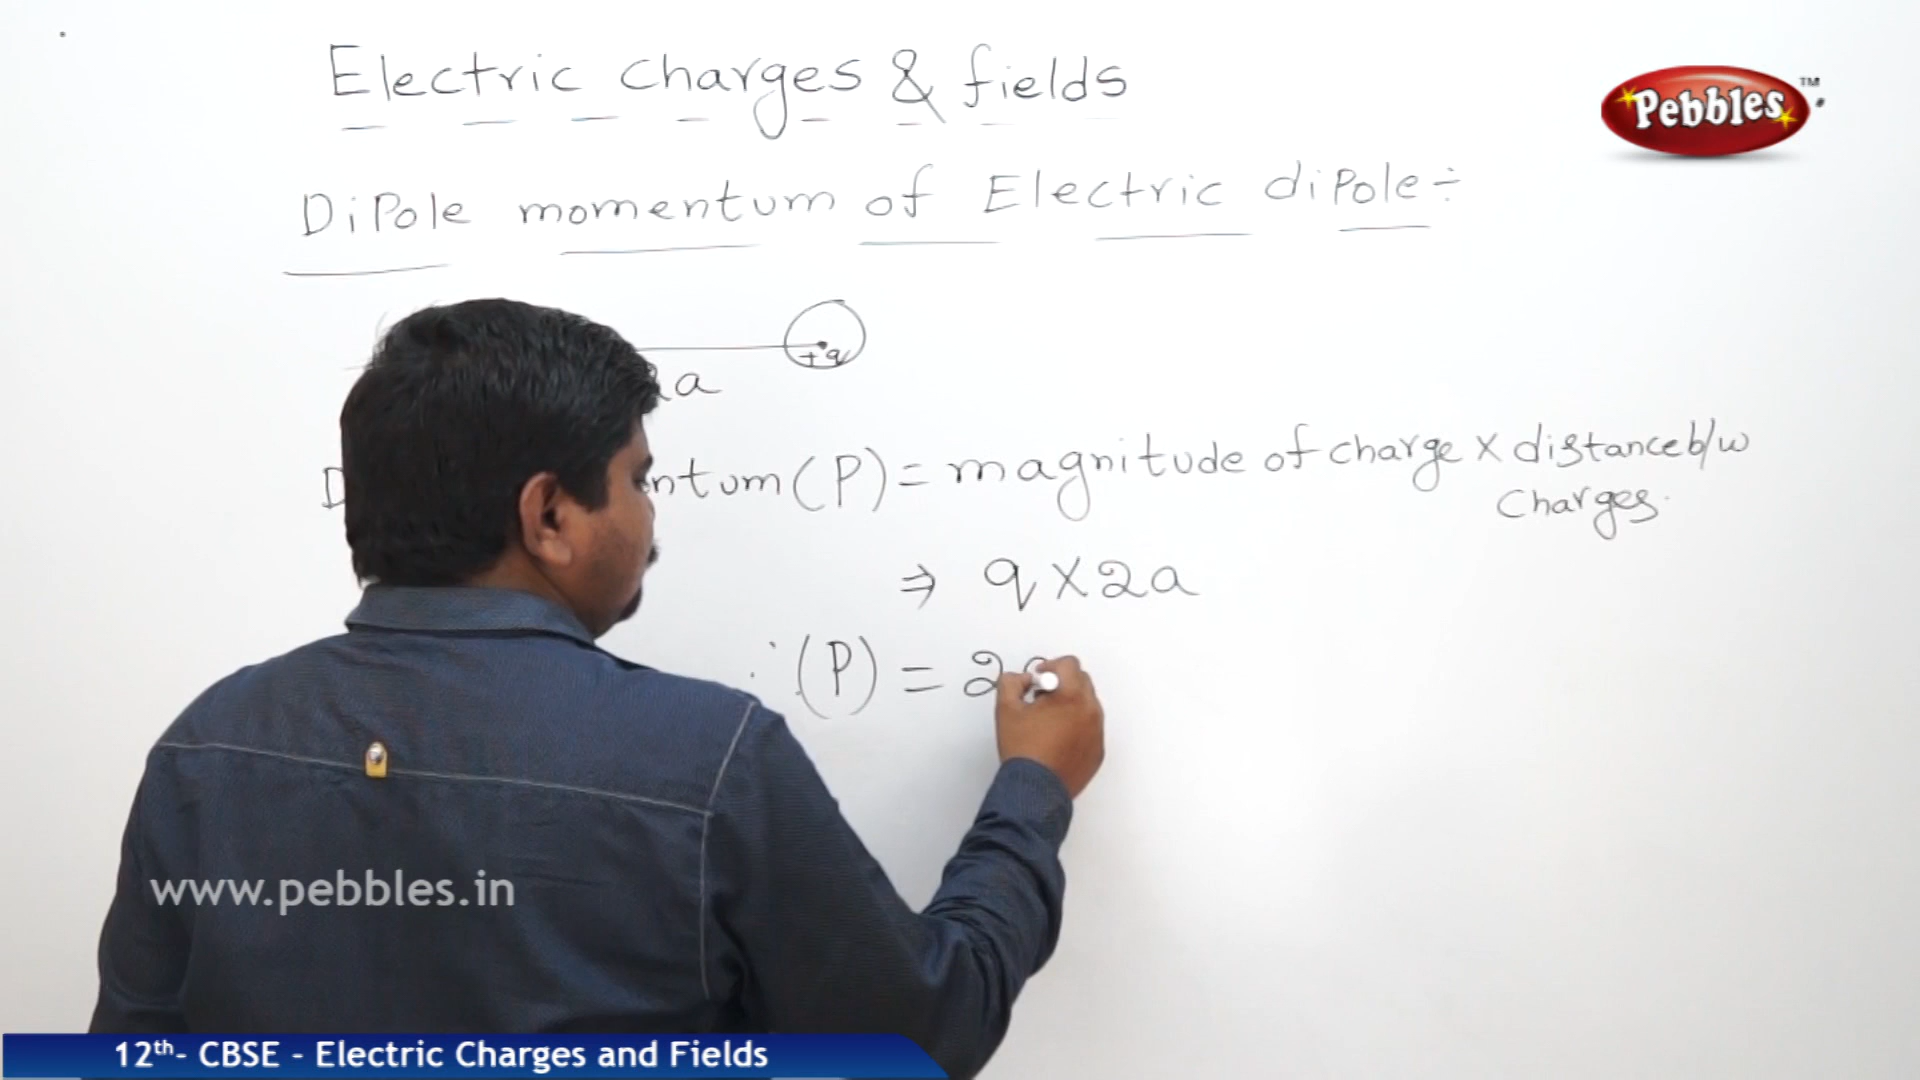 Electric charges & fields
Pebbles TM
DiPole momentum of Electric diPole÷
+q
a
(P) = magnitude of charge X distance b/w
Charges.
⇒ q X 2a
(P) = 2
www.pebbles.in
12th- CBSE - Electric Charges and Fields